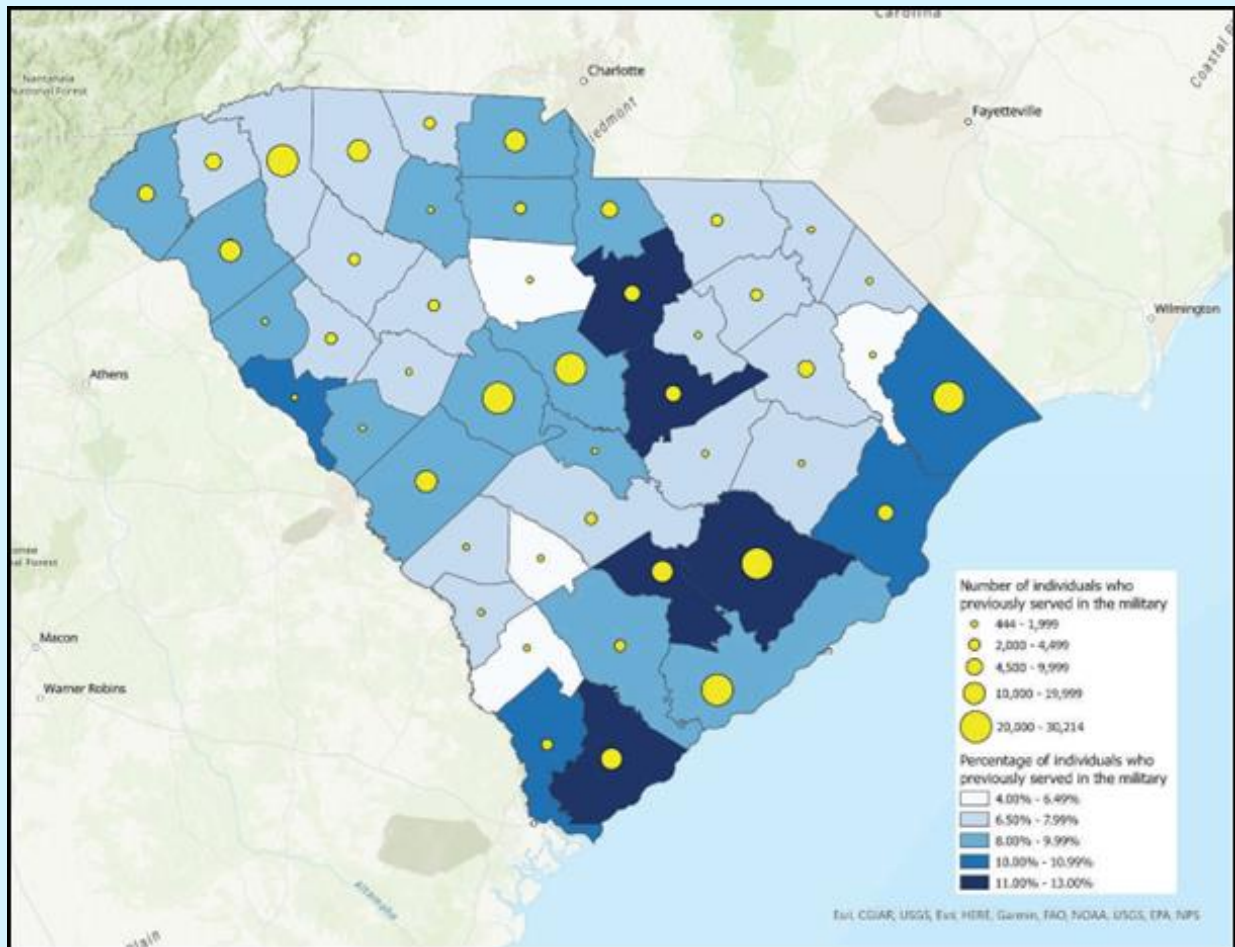 Carolina
Coastal
Nantahala
National Forest
Charlotte
Piedmont
Fayetteville
Wilmington
Athens
Macon
Warner Robins
Forest
Altamaha
Plain
Number of individuals who
previously served in the military
444 - 1,999
2,000 - 4,499
4,500 - 9,999
10,000 - 19,999
20,000 - 30,214
Percentage of individuals who
previously served in the military
4.00% - 6.49%
6.50% - 7.99%
8.00% - 9.99%
10.00% - 10.99%
11.00% - 13.00%
Esri, CGIAR, USGS, Esri, HERE, Garmin, FAO, NOAA, USGS, EPA, NPS